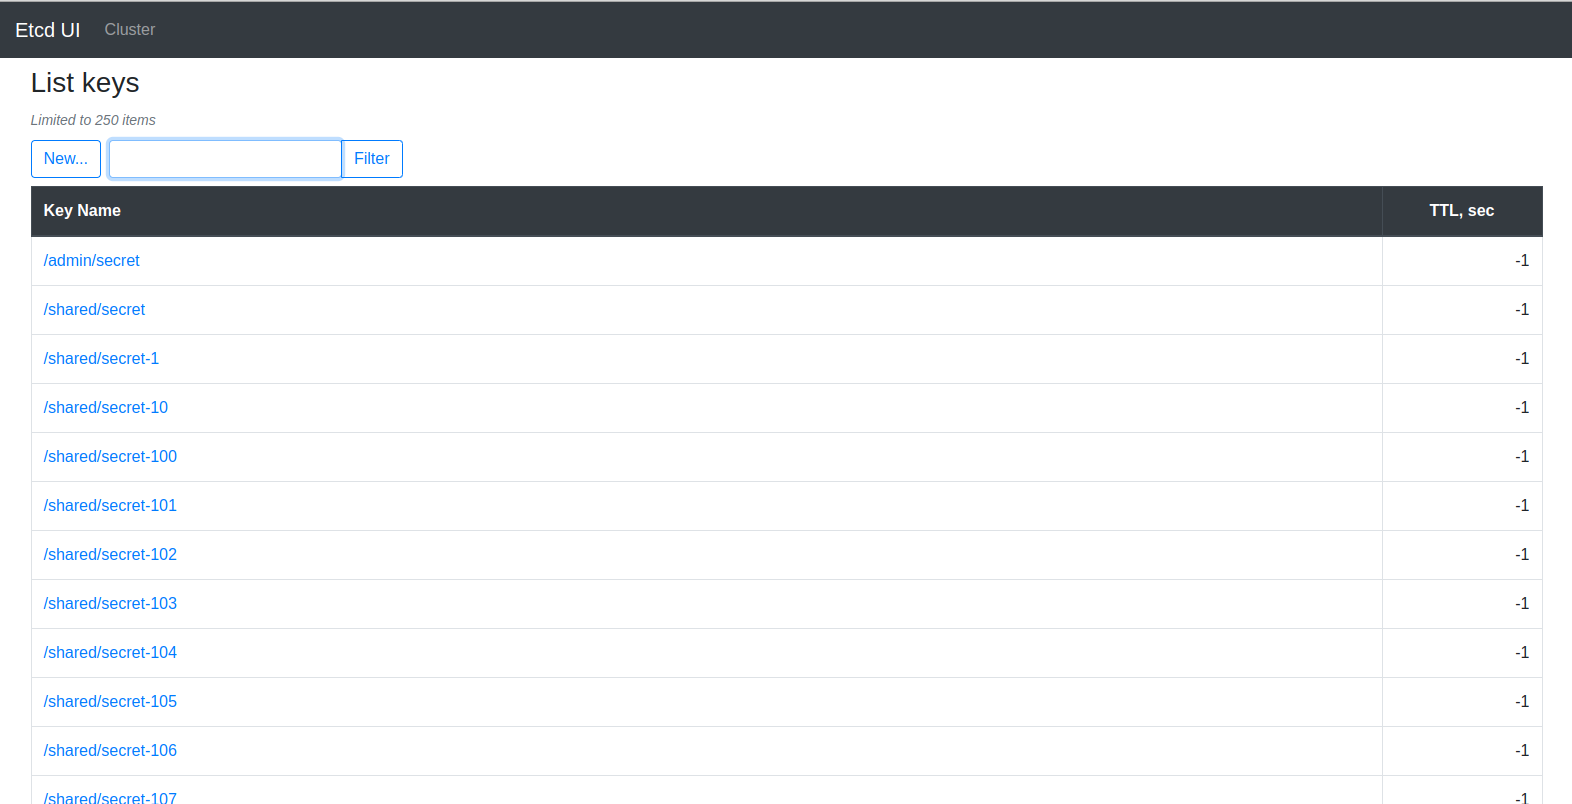 Etcd UI Cluster
List keys
Limited to 250 items
New... Filter
Key Name TTL, sec
/admin/secret -1
/shared/secret -1
/shared/secret-1 -1
/shared/secret-10 -1
/shared/secret-100 -1
/shared/secret-101 -1
/shared/secret-102 -1
/shared/secret-103 -1
/shared/secret-104 -1
/shared/secret-105 -1
/shared/secret-106 -1
/shared/secret-107 -1